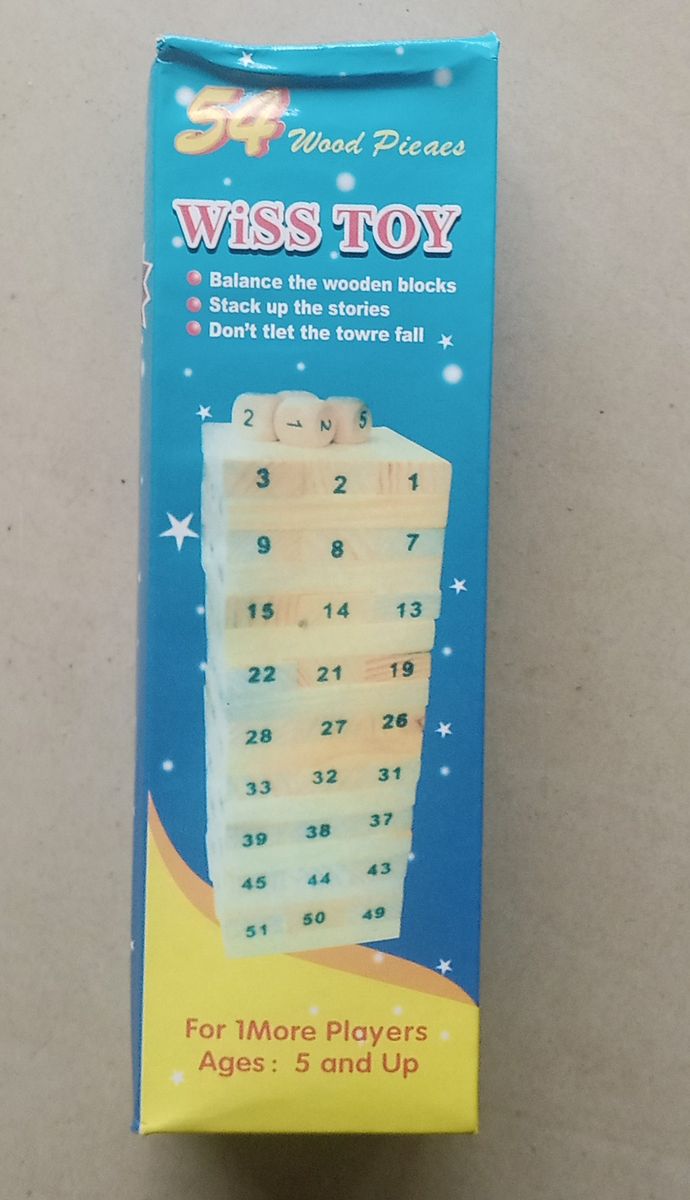 54 Wood Pieaes
WiSS TOY
Balance the wooden blocks
Stack up the stories
Don't tlet the towre fall
2 1 2 5
3 2 1
9 8 7
15 14 13
22 21 19
28 27 26
33 32 31
39 38 37
45 44 43
51 50 49
For 1More Players
Ages: 5 and Up